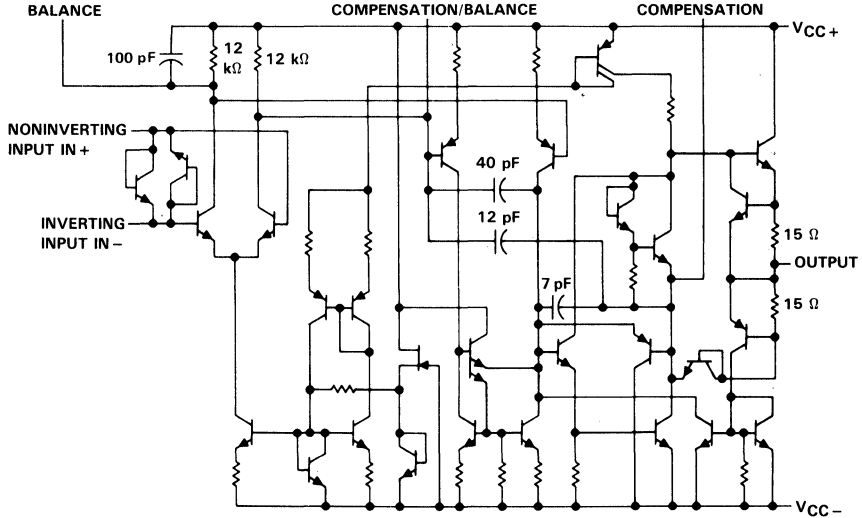 BALANCE
COMPENSATION/BALANCE
COMPENSATION
VCC+
100 pF
12
kΩ
12 kΩ
NONINVERTING
INPUT IN+
40 pF
12 pF
INVERTING
INPUT IN−
15 Ω
OUTPUT
7 pF
15 Ω
VCC−